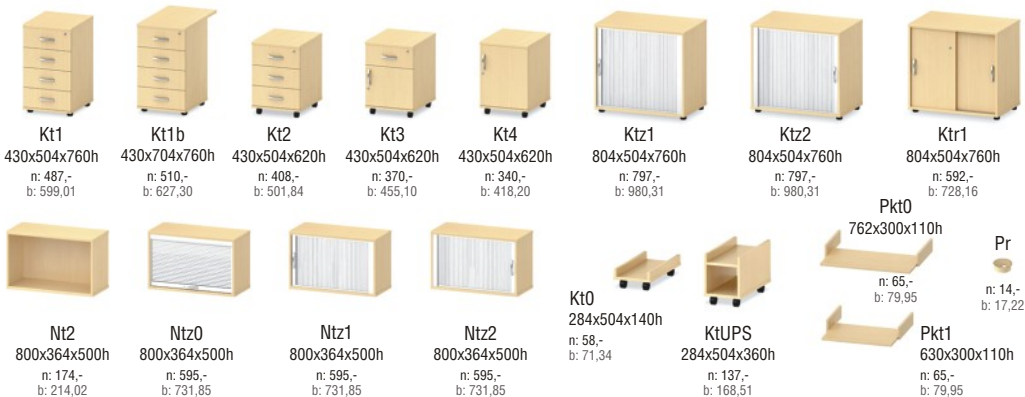 Kt1
430x504x760h
n: 487,-
b: 599,01
Kt1b
430x704x760h
n: 510,-
b: 627,30
Kt2
430x504x620h
n: 408,-
b: 501,84
Kt3
430x504x620h
n: 370,-
b: 455,10
Kt4
430x504x620h
n: 340,-
b: 418,20
Ktz1
804x504x760h
n: 797,-
b: 980,31
Ktz2
804x504x760h
n: 797,-
b: 980,31
Ktr1
804x504x760h
n: 592,-
b: 728,16
Nt2
800x364x500h
n: 174,-
b: 214,02
Ntz0
800x364x500h
n: 595,-
b: 731,85
Ntz1
800x364x500h
n: 595,-
b: 731,85
Ntz2
800x364x500h
n: 595,-
b: 731,85
Kt0
284x504x140h
n: 58,-
b: 71,34
KtUPS
284x504x360h
n: 137,-
b: 168,51
Pkt0
762x300x110h
n: 65,-
b: 79,95
Pkt1
630x300x110h
n: 65,-
b: 79,95
Pr
n: 14,-
b: 17,22